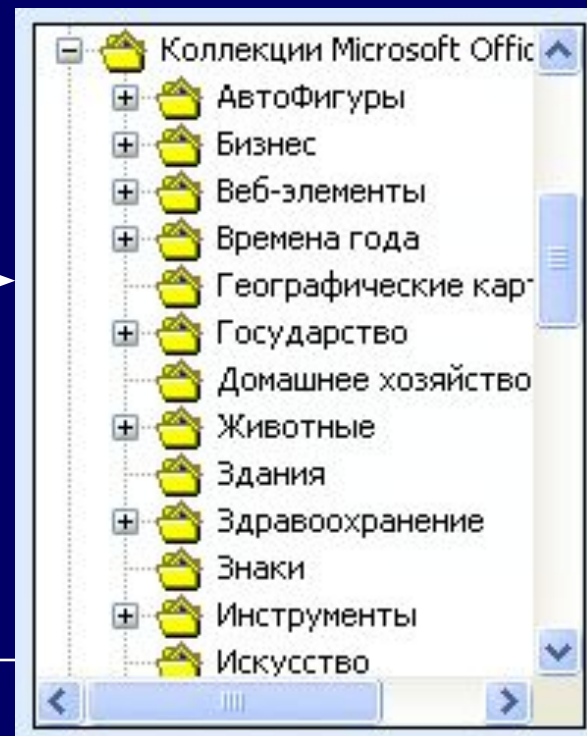 Коллекции Microsoft Offic
АвтоФигуры
Бизнес
Веб-элементы
Времена года
Географические кар
Государство
Домашнее хозяйство
Животные
Здания
Здравоохранение
Знаки
Инструменты
Искусство